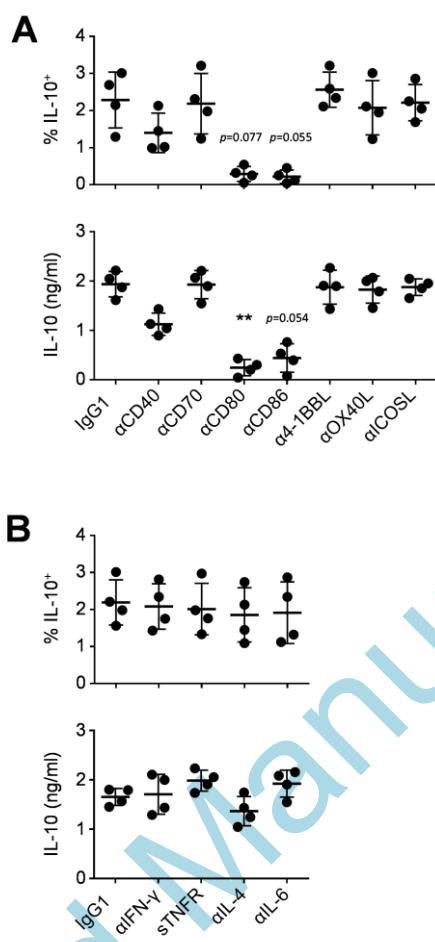 A
% IL-10⁺
4
3
2
1
0
p=0.077 p=0.055
IL-10 (ng/ml)
3
2
1
0
** p=0.054
IgG1 αCD40 αCD70 αCD80 αCD86 α4-1BBL αOX40L αICOSL
B
% IL-10⁺
4
3
2
1
0
IL-10 (ng/ml)
3
2
1
0
IgG1 αIFN-γ sTNFR αIL-4 αIL-6
d Manu